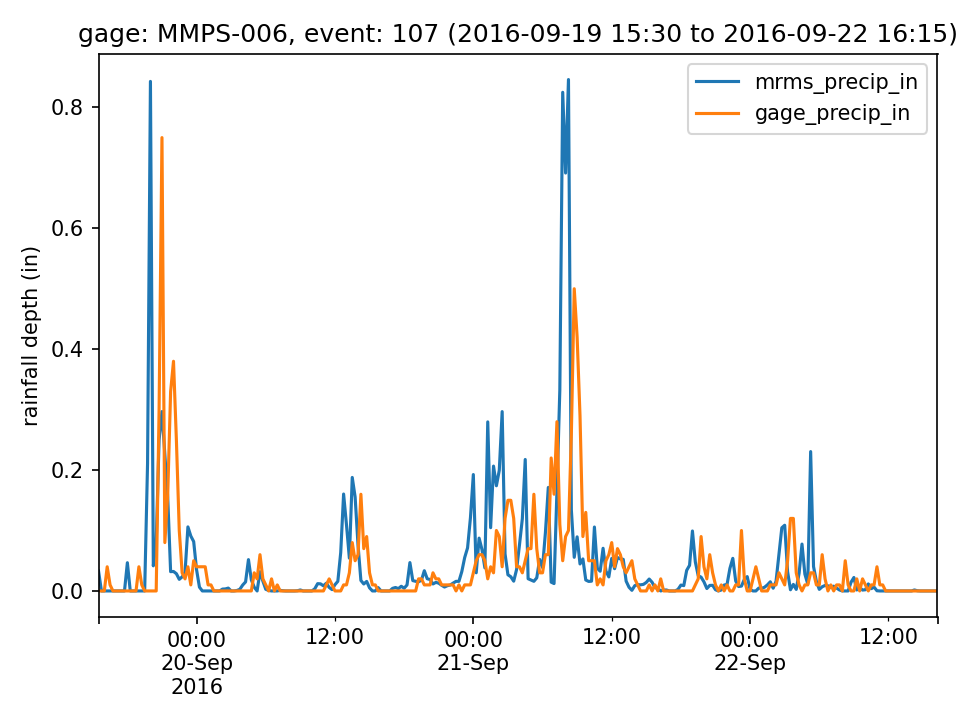 gage: MMPS-006, event: 107 (2016-09-19 15:30 to 2016-09-22 16:15)
mrms_precip_in
gage_precip_in
rainfall depth (in)
0.8
0.6
0.4
0.2
0.0
00:00
20-Sep
2016
12:00
00:00
21-Sep
12:00
00:00
22-Sep
12:00